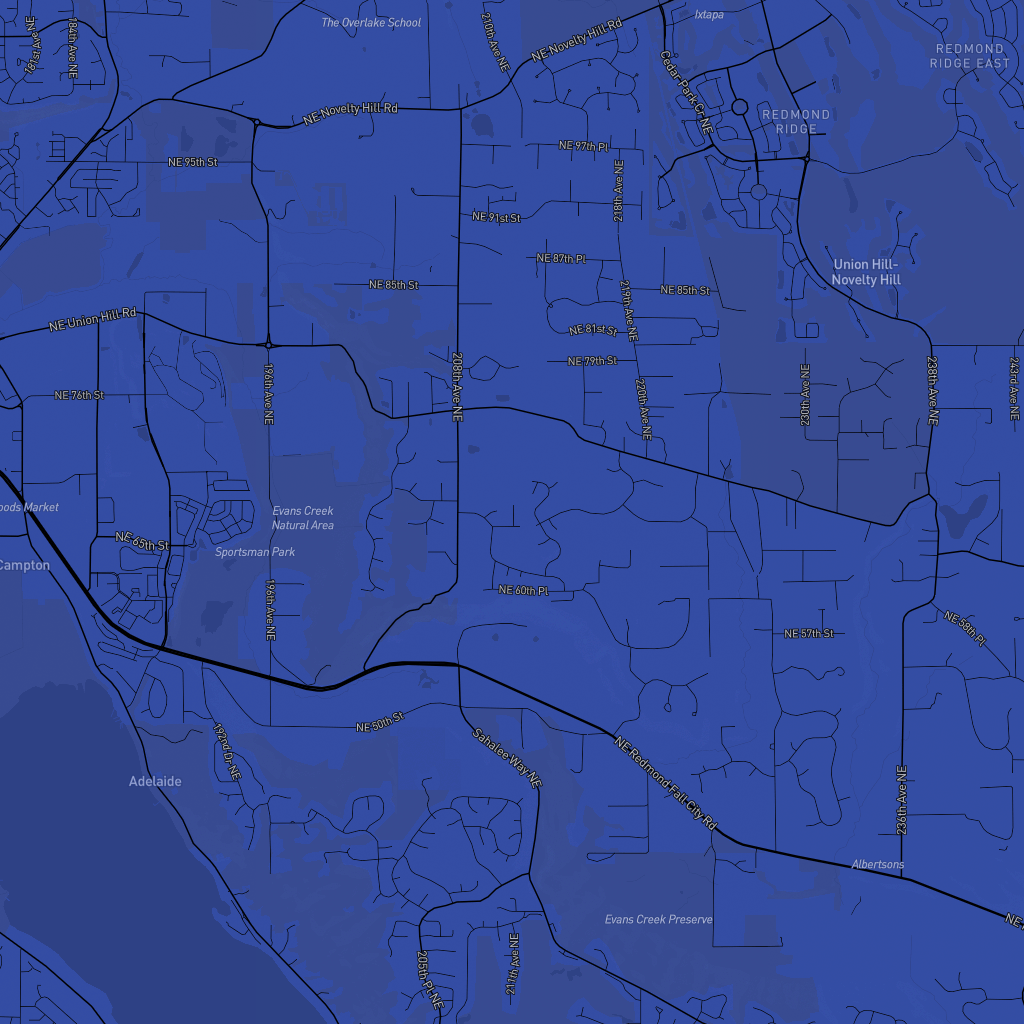 The Overlake School
Ixtapa
181st Ave NE
184th Ave NE
210th Ave NE
NE Novelty Hill Rd
REDMOND
RIDGE EAST
Cedar Park Cr NE
NE Novelty Hill Rd
REDMOND
RIDGE
NE 95th St
NE 97th Pl
218th Ave NE
NE 91st St
NE 87th Pl
Union Hill-
Novelty Hill
NE 85th St
NE 85th St
219th Ave NE
NE Union Hill Rd
NE 81st St
NE 79th St
196th Ave NE
208th Ave NE
220th Ave NE
230th Ave NE
238th Ave NE
243rd Ave NE
NE 76th St
oods Market
Evans Creek
Natural Area
NE 65th St
Sportsman Park
Campton
196th Ave NE
NE 60th Pl
NE 57th St
NE 58th Pl
NE 50th St
192nd Dr NE
Sahalee Way NE
NE Redmond Fall City Rd
Adelaide
236th Ave NE
Albertsons
Evans Creek Preserve
NE
205th Pl NE
211th Ave NE